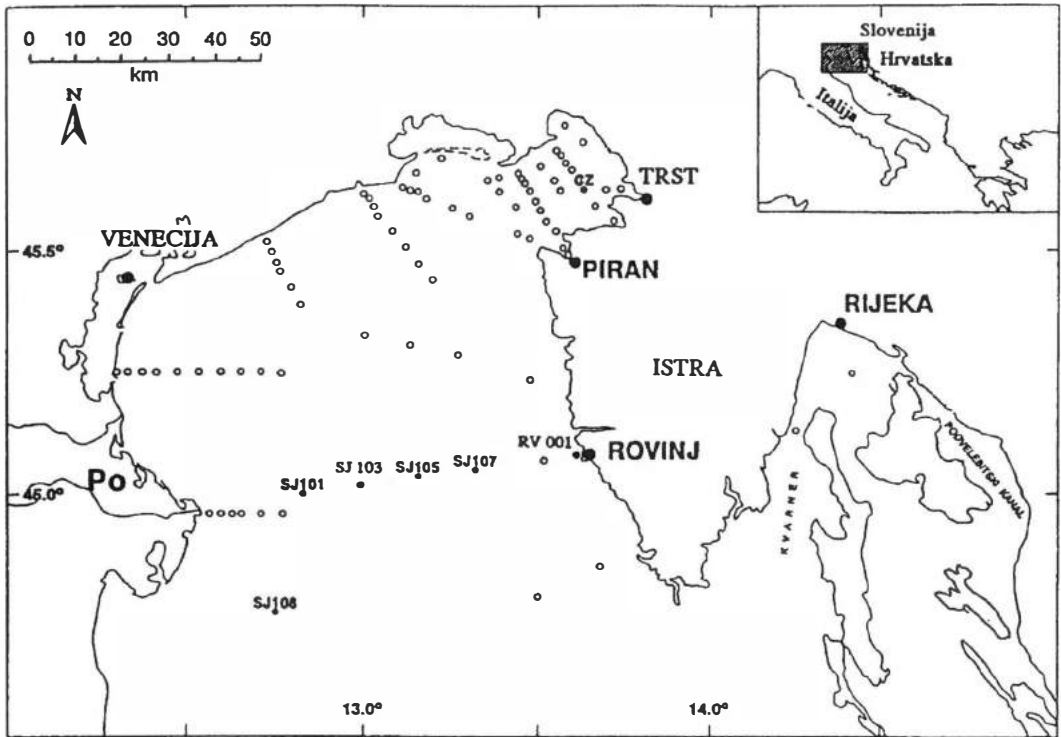 0 10 20 30 40 50
km
N
Slovenija
Hrvatska
Italija
TRST
CZ
VENECIJA
45.5°
PIRAN
RIJEKA
ISTRA
RV 001
ROVINJ
SJ107
SJ105
SJ 103
SJ101
Po
45.0°
KVARNER
KANAL
SJ108
13.0°
14.0°